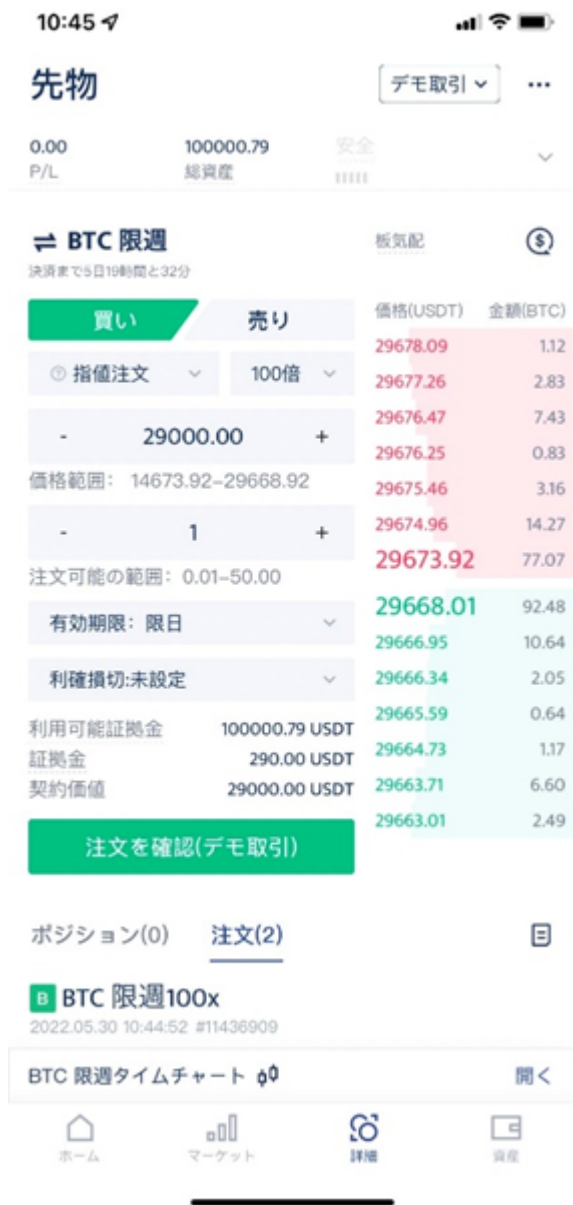 10:45
先物
デモ取引
0.00
100000.79
安全
P/L
総資産
BTC 限週
板気配
決済まで5日19時間と32分
買い
売り
価格(USDT)
金額(BTC)
29678.09 1.12
指値注文
100倍
29677.26 2.83
29676.47 7.43
- 29000.00 +
29676.25 0.83
価格範囲: 14673.92-29668.92
29675.46 3.16
- 1 +
29674.96 14.27
29673.92 77.07
注文可能の範囲: 0.01-50.00
29668.01 92.48
有効期限: 限日
29666.95 10.64
利確損切:未設定
29666.34 2.05
29665.59 0.64
利用可能証拠金 100000.79 USDT
29664.73 1.17
証拠金 290.00 USDT
29663.71 6.60
契約価値 29000.00 USDT
29663.01 2.49
注文を確認(デモ取引)
ポジション(0)
注文(2)
B BTC 限週100x
2022.05.30 10:44:52 #11436909
BTC 限週タイムチャート
開く
ホーム
マーケット
詳細
資産